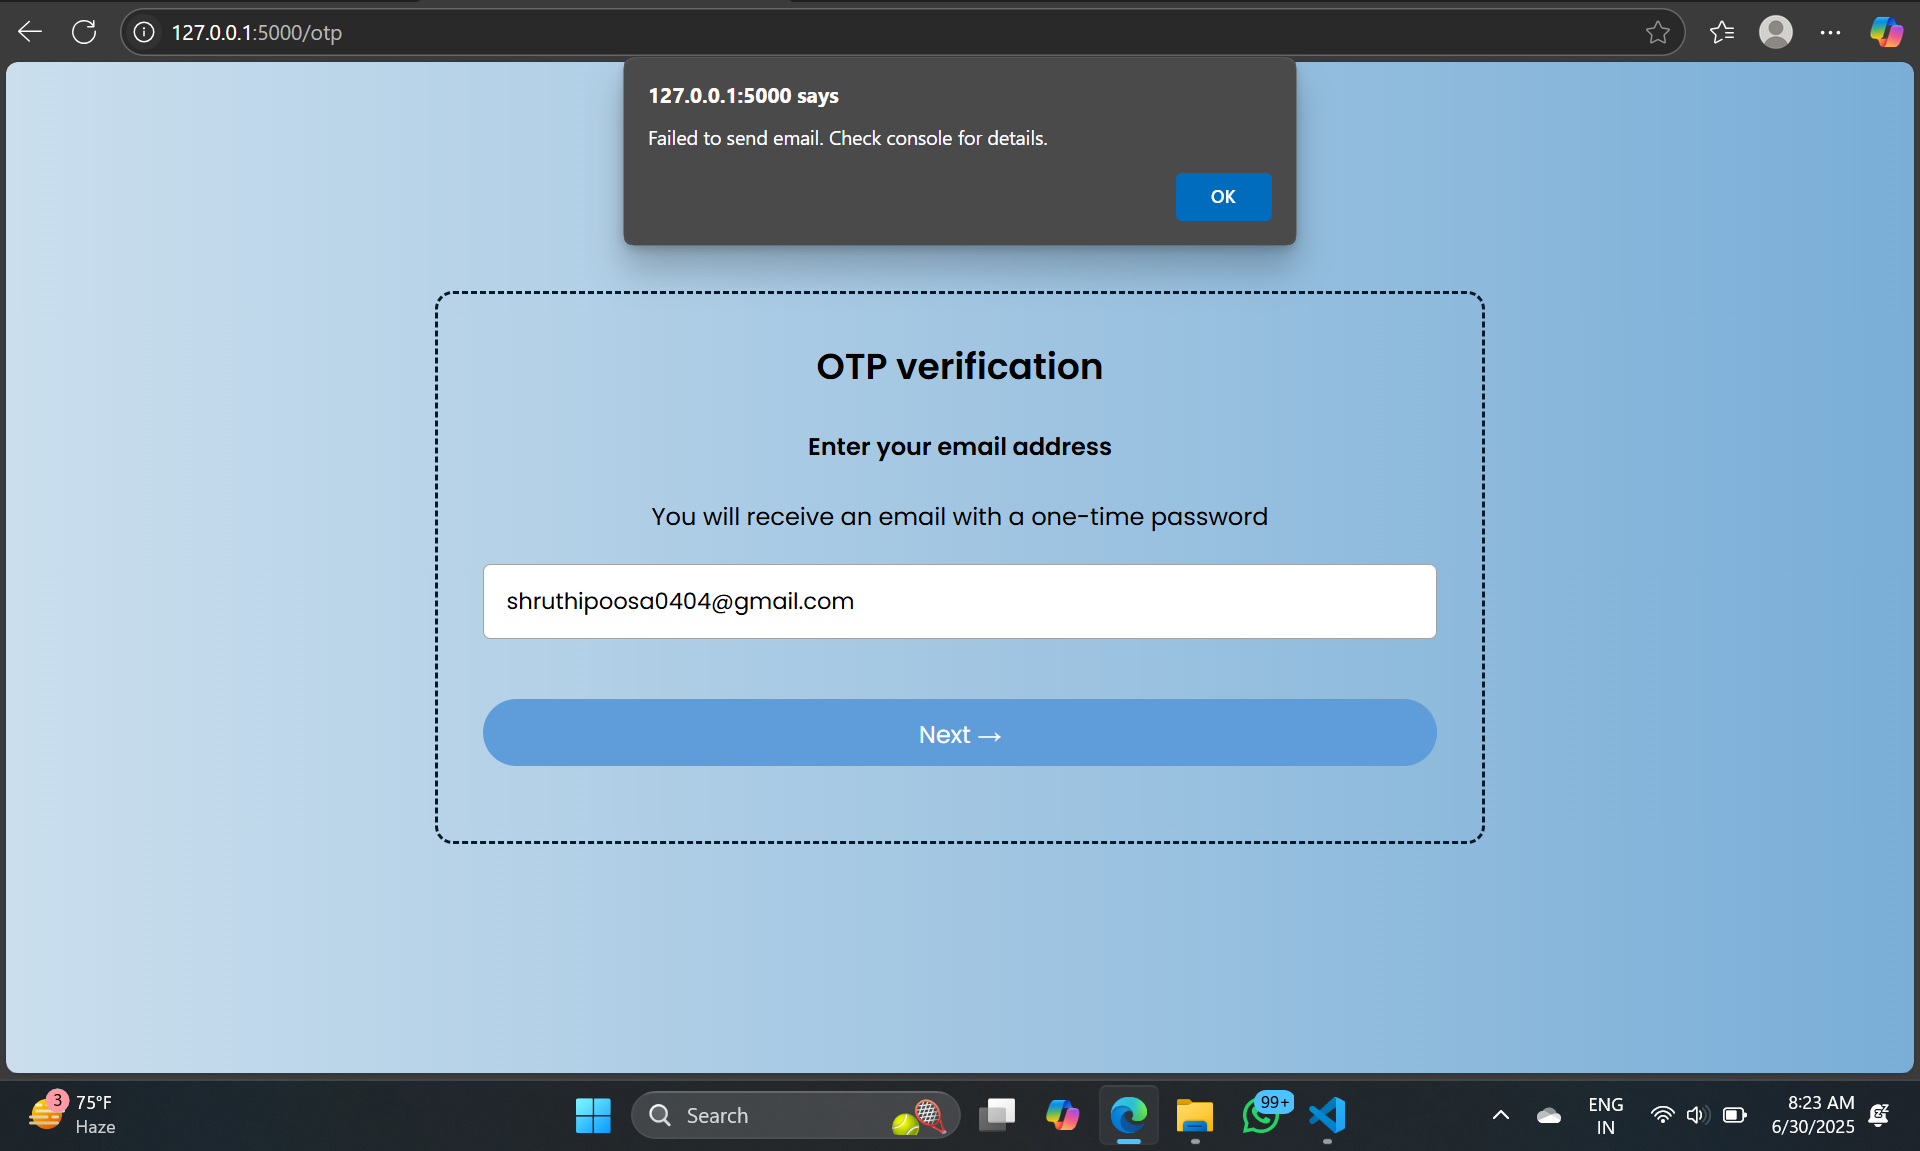 127.0.0.1:5000/otp
127.0.0.1:5000 says
Failed to send email. Check console for details.
OK
OTP verification
Enter your email address
You will receive an email with a one-time password
shruthipoosa0404@gmail.com
Next →
3
75°F
Haze
Search
99+
ENG
IN
8:23 AM
6/30/2025